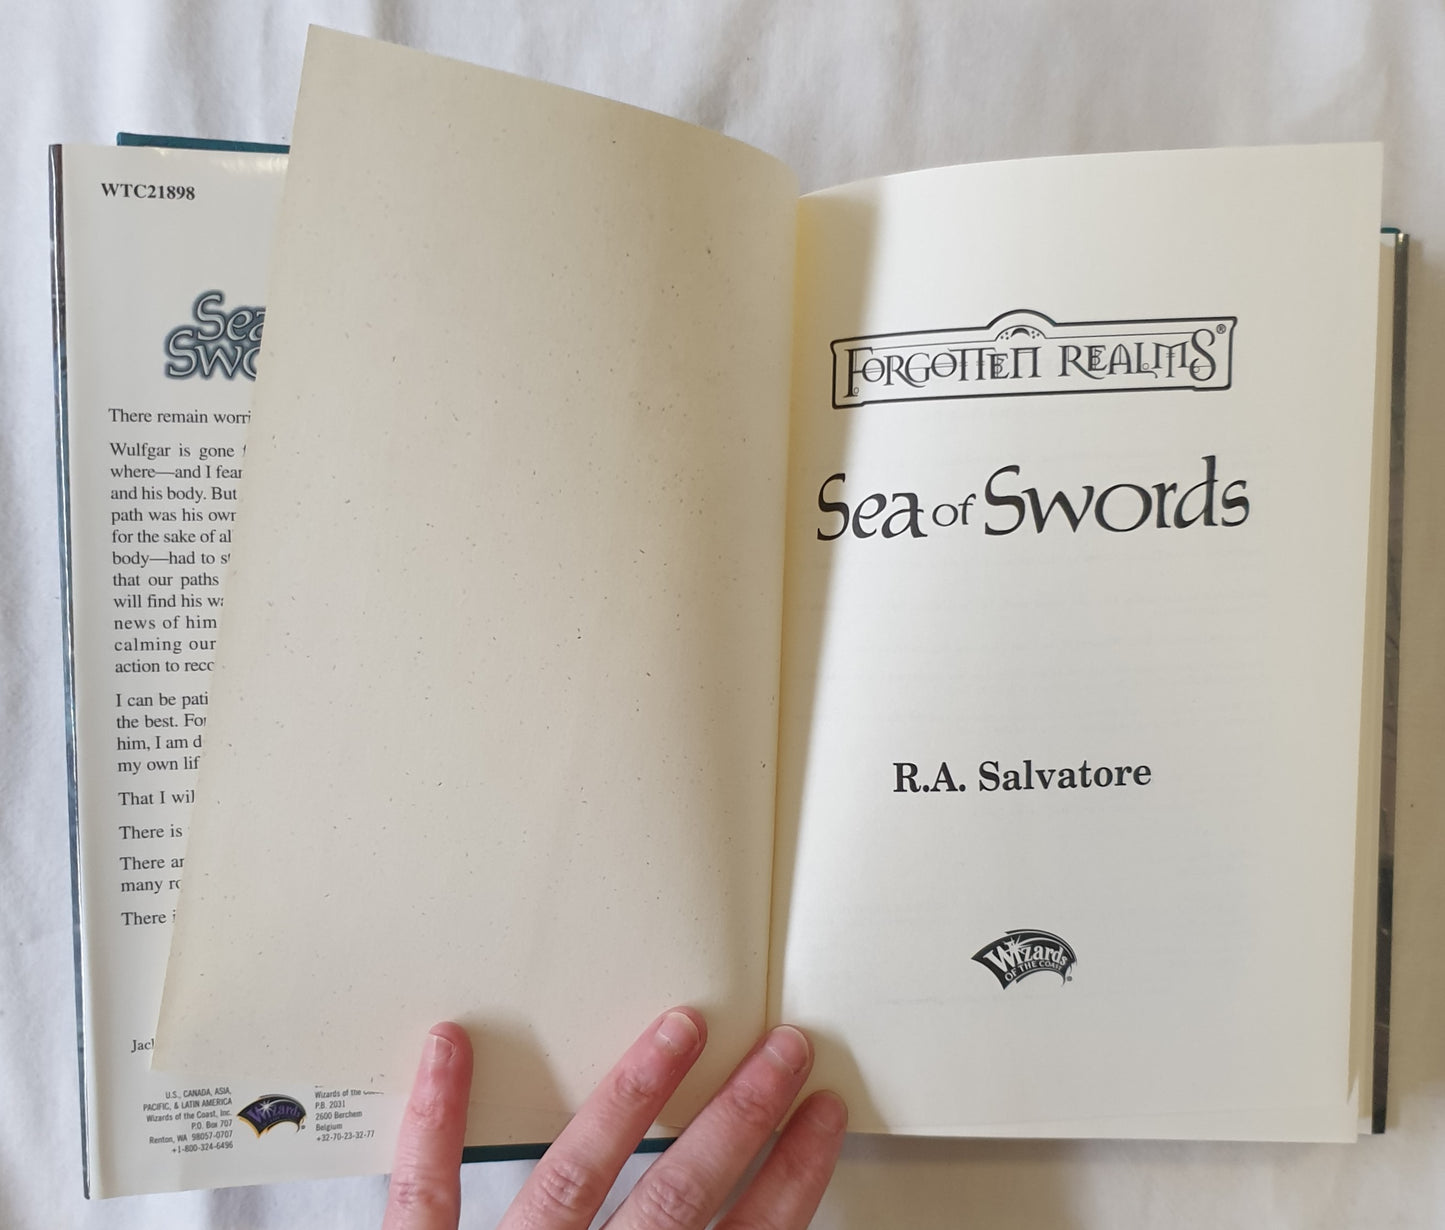 WTC21898
Sea
Swo
There remain worri
Wulfgar is gone
where—and I fear
and his body. But
path was his own
for the sake of al
body—had to st
that our paths
will find his wa
news of him
calming our
action to reco
I can be pati
the best. For
him, I am d
my own lif
That I wil
There is
There ar
many ro
There i
Jack
U.S., CANADA, ASIA,
PACIFIC, & LATIN AMERICA
Wizards of the Coast, Inc.
P.O. Box 707
Renton, WA 98057-0707
+1-800-324-6496
Wizards
Wizards of the
P.B. 2031
2600 Berchem
Belgium
+32-70-23-32-77
FORGOTTEN REALMS®
Sea of Swords
R.A. Salvatore
Wizards
OF THE COAST